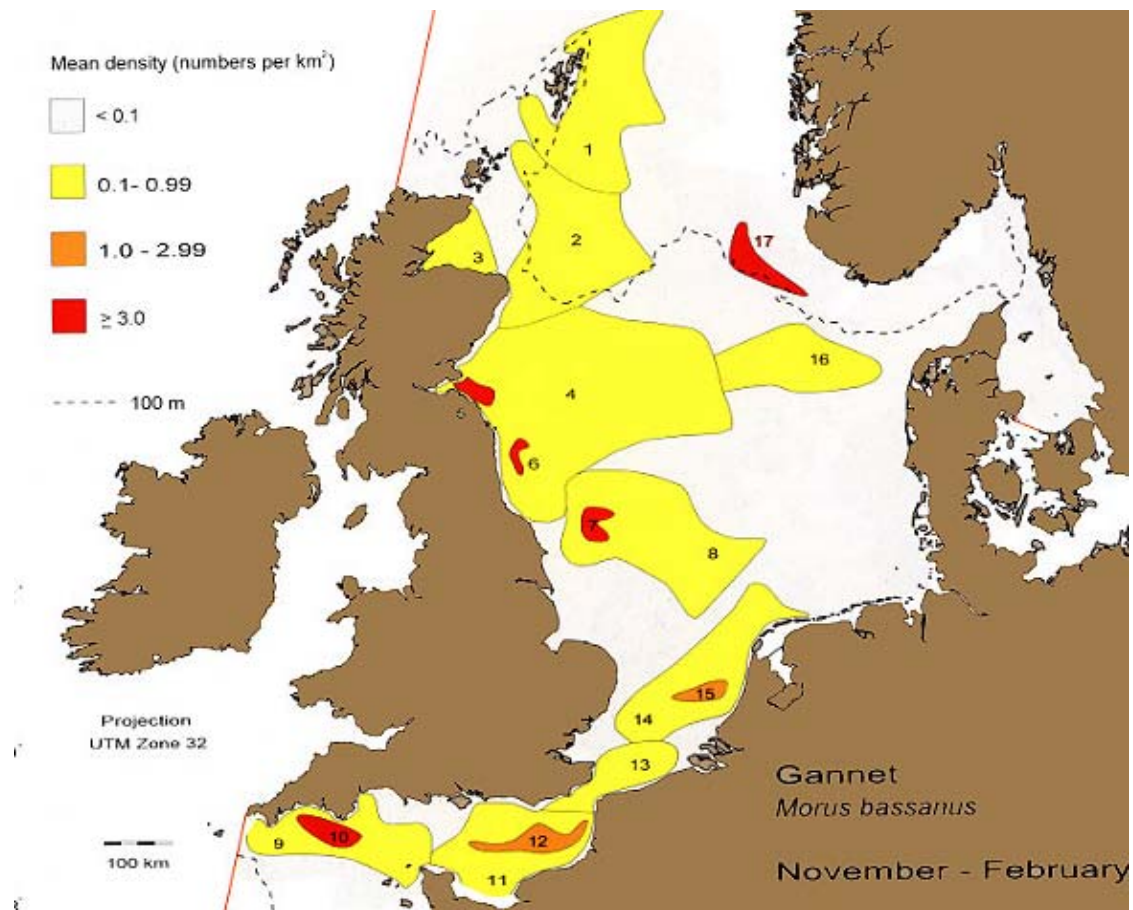 Mean density (numbers per km²)
< 0.1
0.1- 0.99
1.0 - 2.99
≥ 3.0
100 m
1
2
3
17
16
4
5
6
7
8
15
14
13
12
11
10
9
Projection
UTM Zone 32
100 km
Gannet
Morus bassanus
November - February